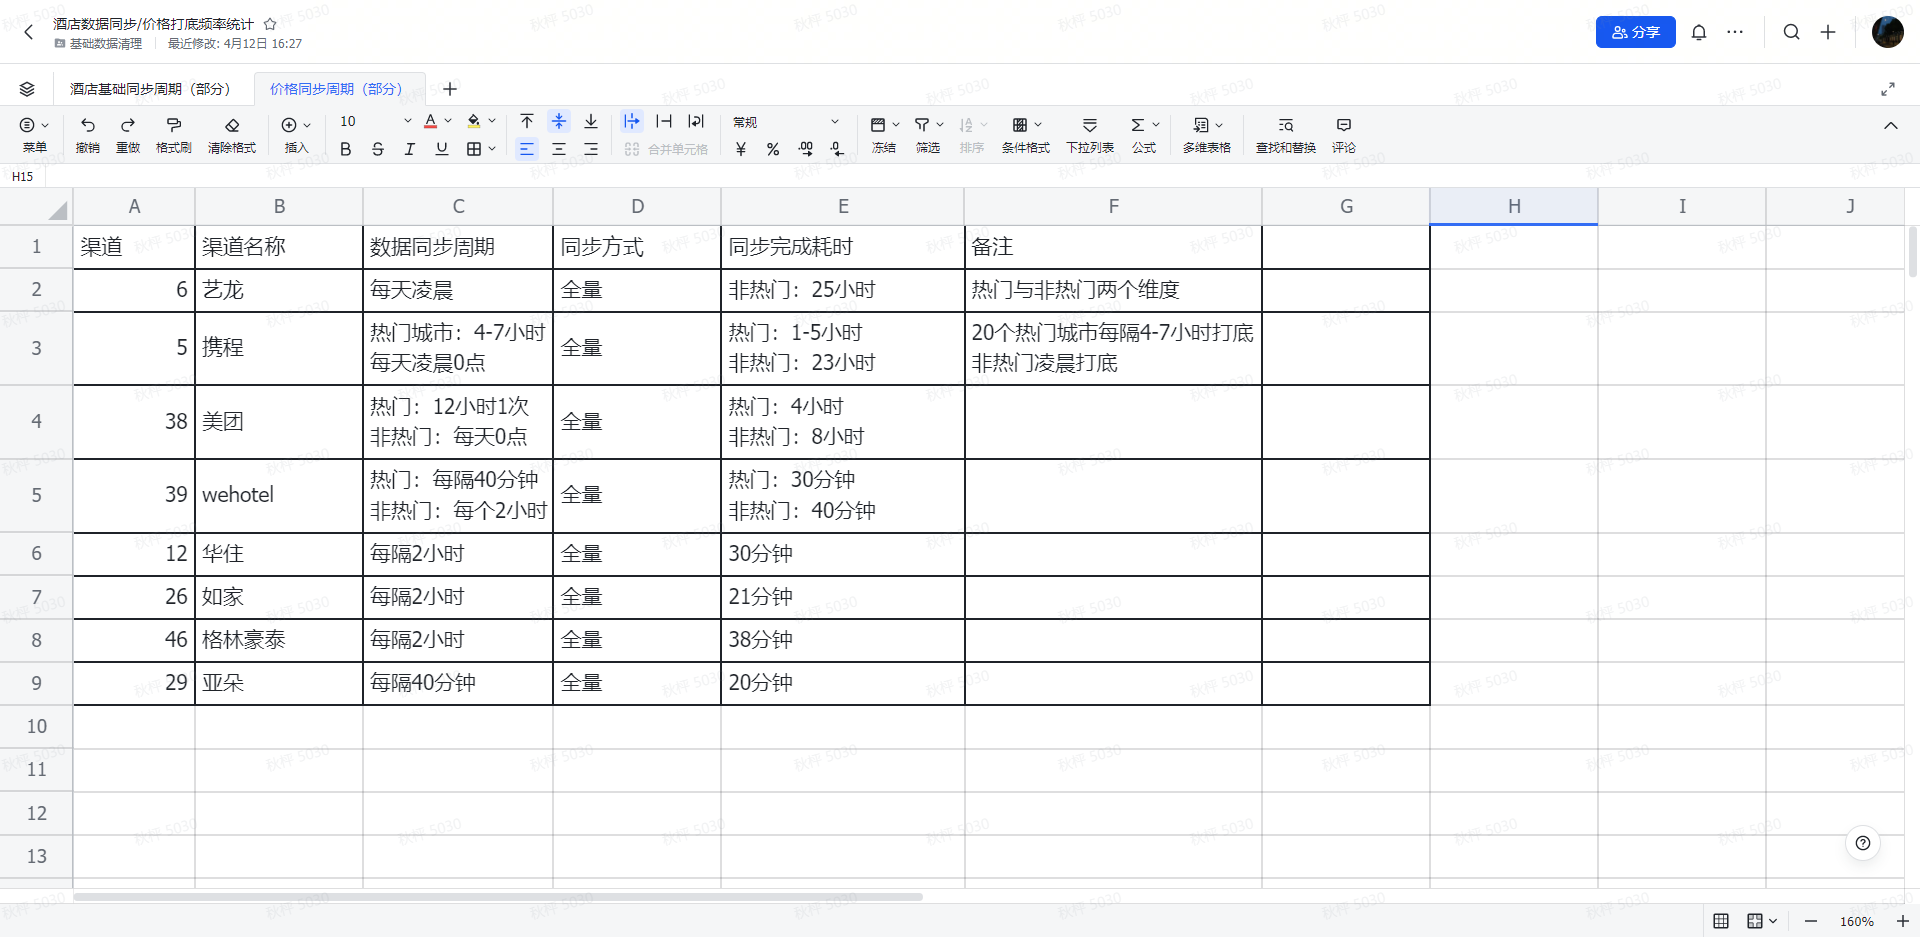 酒店数据同步/价格打底频率统计
基础数据清理
最近修改: 4月12日 16:27
分享
酒店基础同步周期（部分）
价格同步周期（部分）
菜单
撤销
重做
格式刷
清除格式
插入
10
合并单元格
常规
冻结
筛选
排序
条件格式
下拉列表
公式
多维表格
查找和替换
评论
H15
A B C D E F G H I J
1 渠道 渠道名称 数据同步周期 同步方式 同步完成耗时 备注
2 6 艺龙 每天凌晨 全量 非热门：25小时 热门与非热门两个维度
3 5 携程 热门城市：4-7小时
每天凌晨0点 全量 热门：1-5小时
非热门：23小时 20个热门城市每隔4-7小时打底
非热门凌晨打底
4 38 美团 热门：12小时1次
非热门：每天0点 全量 热门：4小时
非热门：8小时
5 39 wehotel 热门：每隔40分钟
非热门：每个2小时 全量 热门：30分钟
非热门：40分钟
6 12 华住 每隔2小时 全量 30分钟
7 26 如家 每隔2小时 全量 21分钟
8 46 格林豪泰 每隔2小时 全量 38分钟
9 29 亚朵 每隔40分钟 全量 20分钟
10
11
12
13
160%
秋枰 5030